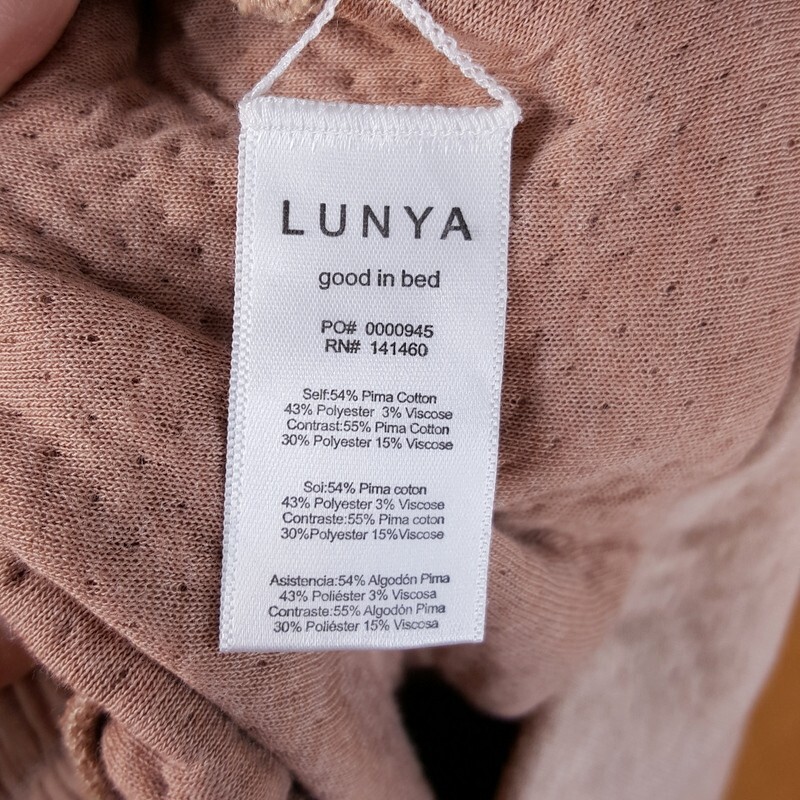 LUNYA
good in bed
PO# 0000945
RN# 141460
Self:54% Pima Cotton
43% Polyester 3% Viscose
Contrast:55% Pima Cotton
30% Polyester 15% Viscose
Soi:54% Pima coton
43% Polyester 3% Viscose
Contraste:55% Pima coton
30%Polyester 15%Viscose
Asistencia:54% Algodón Pima
43% Poliéster 3% Viscosa
Contraste:55% Algodón Pima
30% Poliéster 15% Viscosa